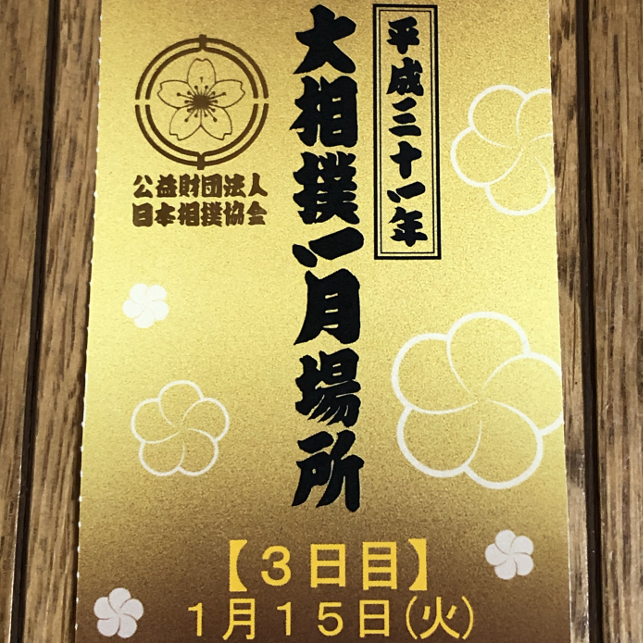 平成三十一年
大相撲一月場所
公益財団法人
日本相撲協会
【3日目】
1月15日(火)